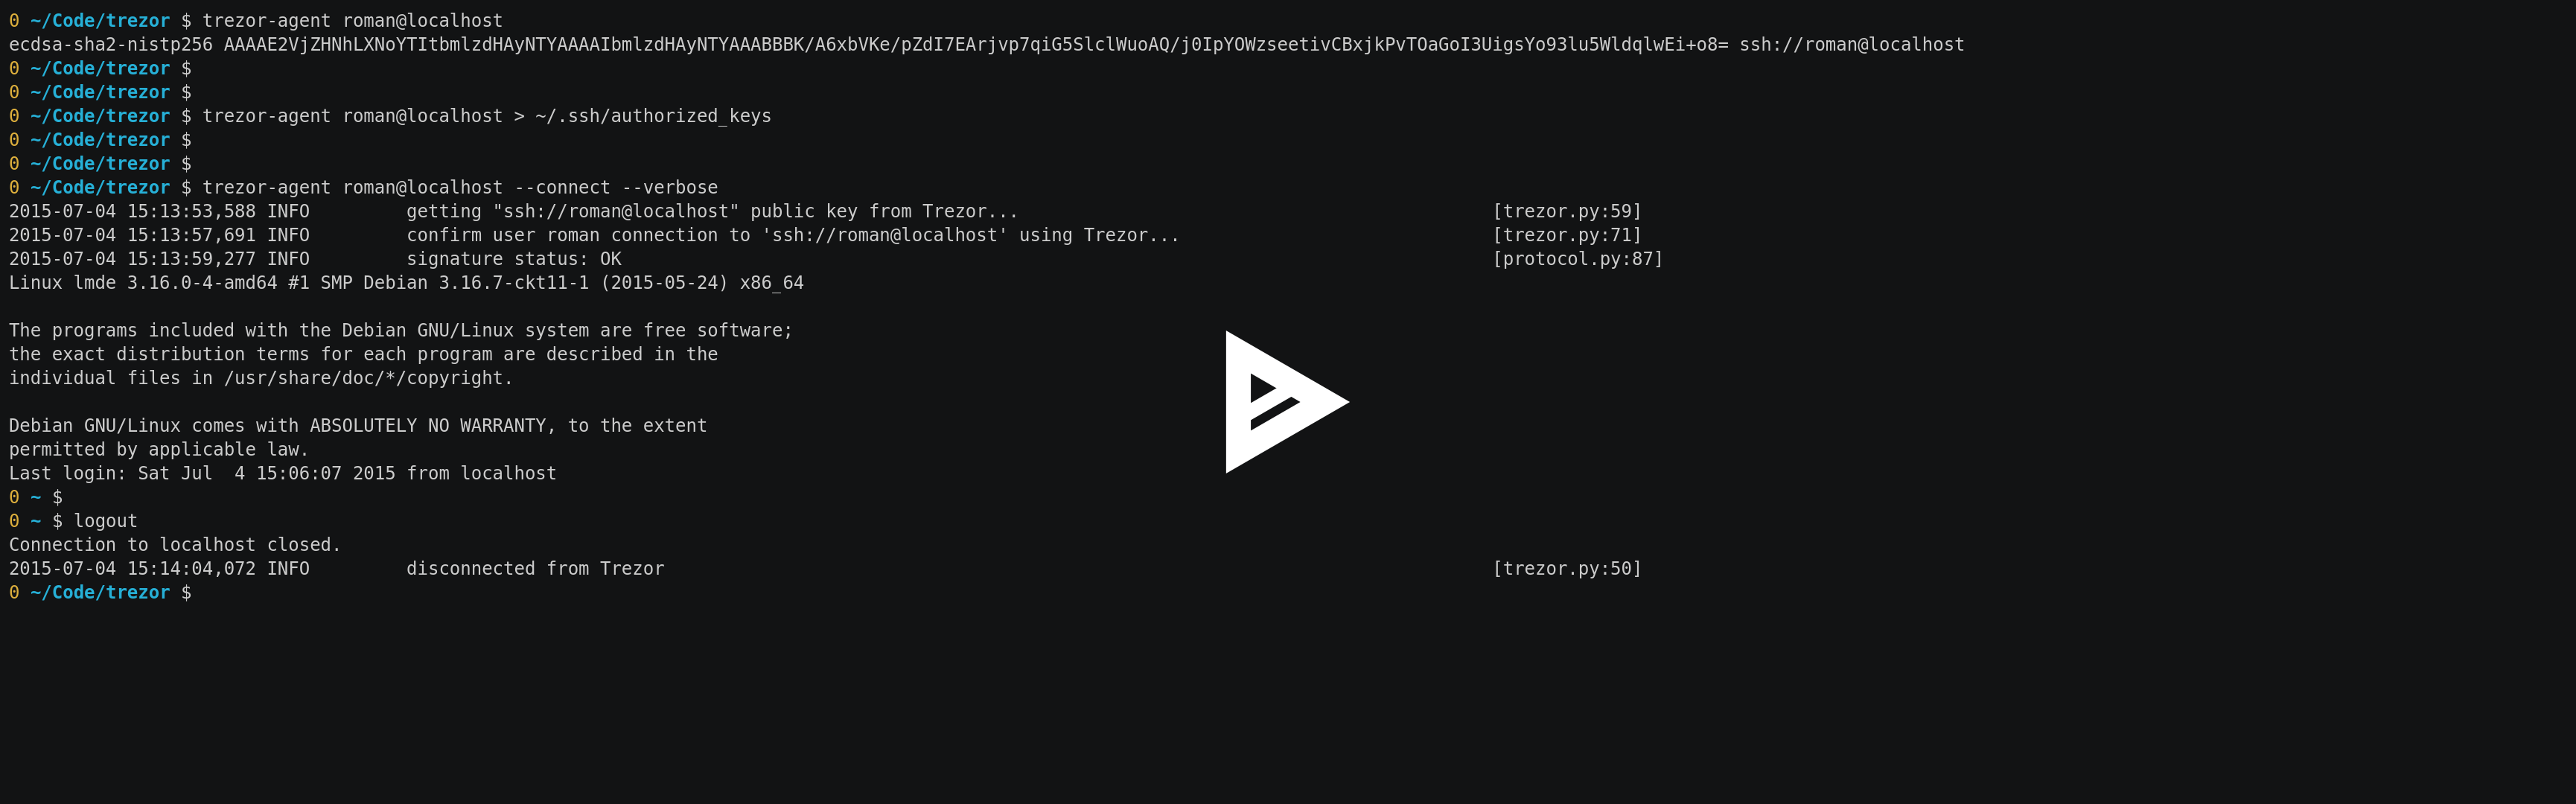 0 ~/Code/trezor $ trezor-agent roman@localhost
ecdsa-sha2-nistp256 AAAAE2VjZHNhLXNoYTItbmlzdHAyNTYAAAAIbmlzdHAyNTYAAABBBBK/A6xbVKe/pZdI7EArjvp7qiG5SlclWuoAQ/j0IpYOWzseetivCBxjkPvTOaGoI3UigsYo93lu5WldqlwEi+o8= ssh://roman@localhost
0 ~/Code/trezor $
0 ~/Code/trezor $
0 ~/Code/trezor $ trezor-agent roman@localhost > ~/.ssh/authorized_keys
0 ~/Code/trezor $
0 ~/Code/trezor $
0 ~/Code/trezor $ trezor-agent roman@localhost --connect --verbose
2015-07-04 15:13:53,588 INFO         getting "ssh://roman@localhost" public key from Trezor...                                            [trezor.py:59]
2015-07-04 15:13:57,691 INFO         confirm user roman connection to 'ssh://roman@localhost' using Trezor...                             [trezor.py:71]
2015-07-04 15:13:59,277 INFO         signature status: OK                                                                                 [protocol.py:87]
Linux lmde 3.16.0-4-amd64 #1 SMP Debian 3.16.7-ckt11-1 (2015-05-24) x86_64
The programs included with the Debian GNU/Linux system are free software;
the exact distribution terms for each program are described in the
individual files in /usr/share/doc/*/copyright.
Debian GNU/Linux comes with ABSOLUTELY NO WARRANTY, to the extent
permitted by applicable law.
Last login: Sat Jul  4 15:06:07 2015 from localhost
0 ~ $
0 ~ $ logout
Connection to localhost closed.
2015-07-04 15:14:04,072 INFO         disconnected from Trezor                                                                             [trezor.py:50]
0 ~/Code/trezor $